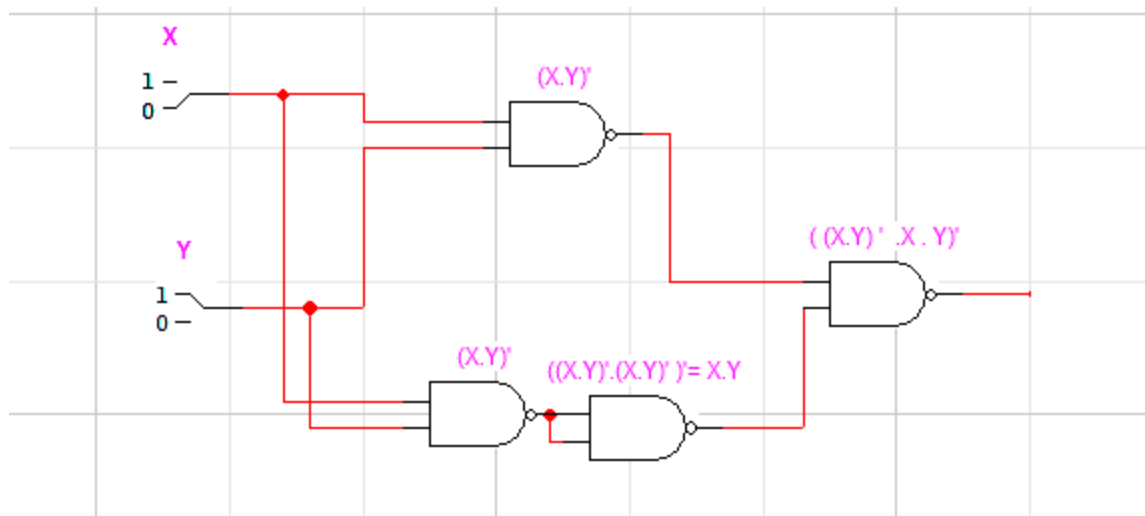 X
1
0
(X.Y)'
Y
1
0
( (X.Y) ' .X . Y)'
(X.Y)'
((X.Y)'.(X.Y)' )'= X.Y